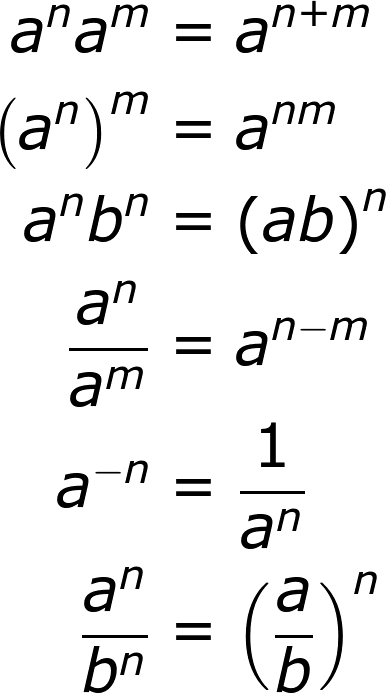 aⁿaᵐ = aⁿ⁺ᵐ
(aⁿ)ᵐ = aⁿᵐ
aⁿbⁿ = (ab)ⁿ
aⁿ/aᵐ = aⁿ⁻ᵐ
a⁻ⁿ = 1/aⁿ
aⁿ/bⁿ = (a/b)ⁿ